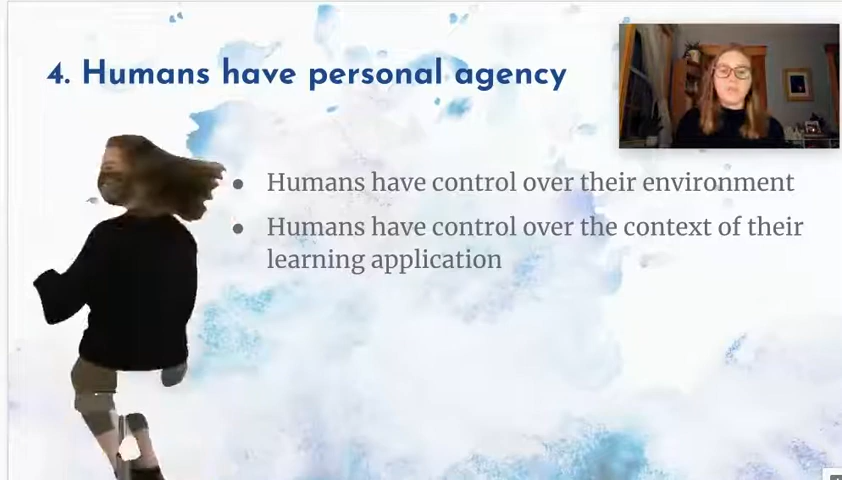 4. Humans have personal agency
● Humans have control over their environment
● Humans have control over the context of their
learning application